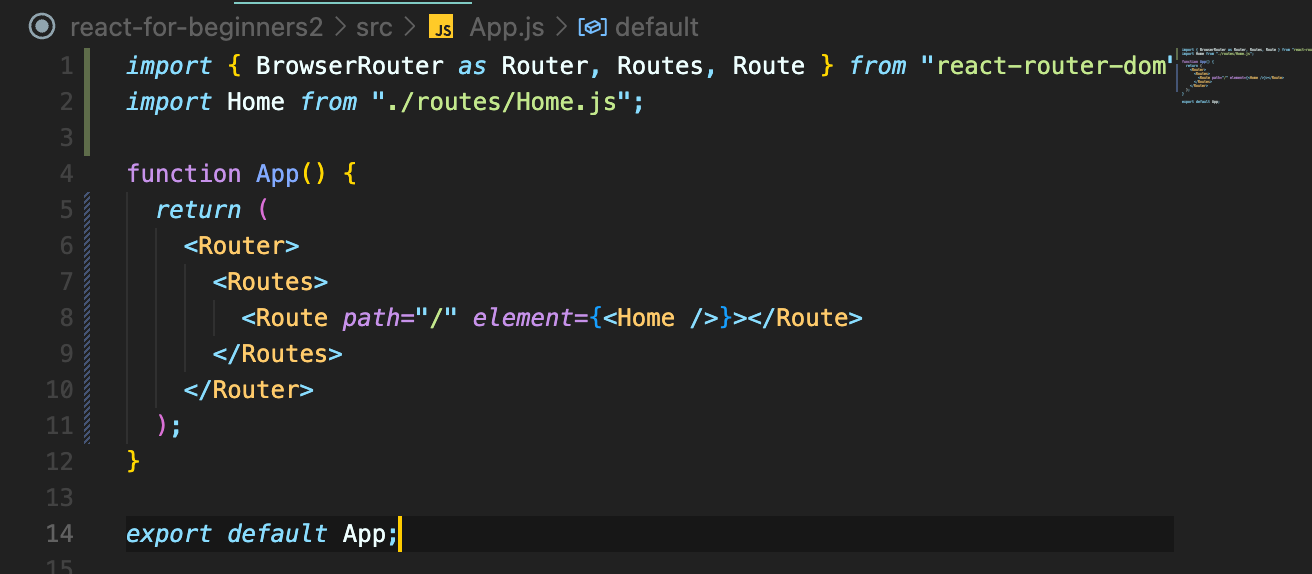 react-for-beginners2 > src > JS App.js > default
1 import { BrowserRouter as Router, Routes, Route } from "react-router-dom"
2 import Home from "./routes/Home.js";
3
4 function App() {
5   return (
6     <Router>
7       <Routes>
8         <Route path="/" element={<Home />}></Route>
9       </Routes>
10     </Router>
11   );
12 }
13
14 export default App;
15